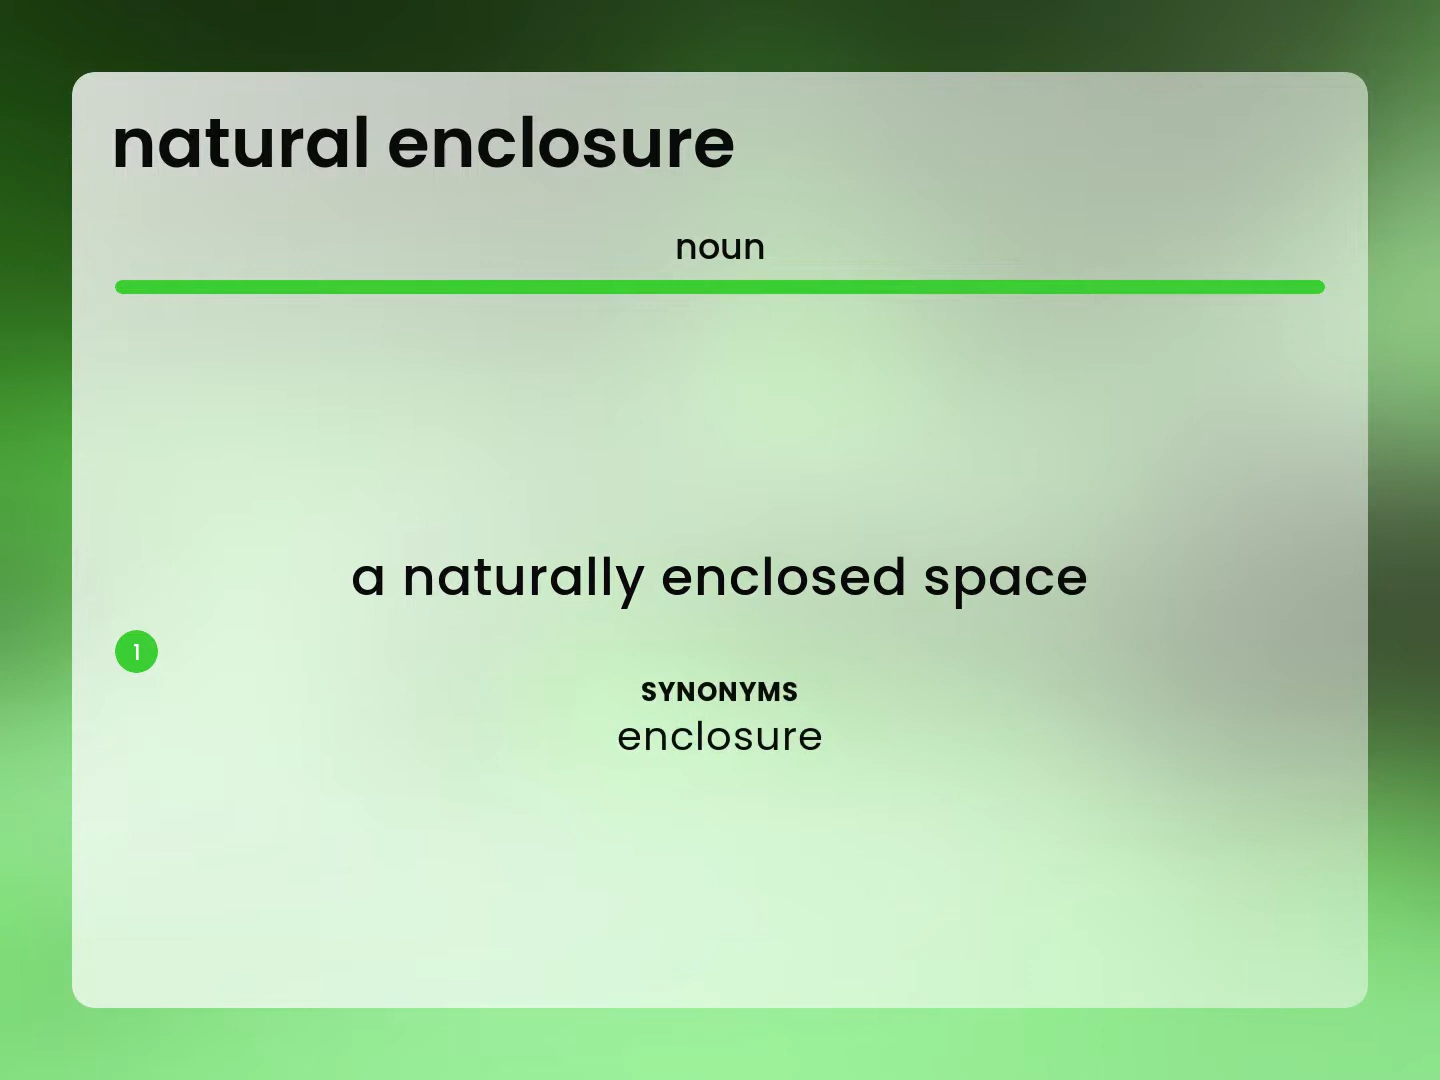 natural enclosure
noun
a naturally enclosed space
1
SYNONYMS
enclosure